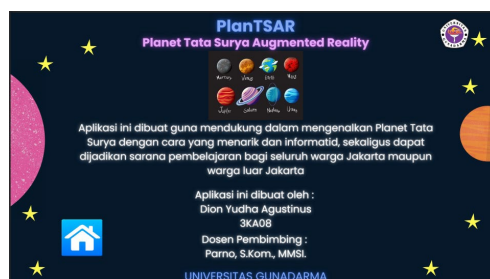 PlanTSAR
Planet Tata Surya Augmented Reality
Aplikasi ini dibuat guna mendukung dalam mengenalkan Planet Tata
Surya dengan cara yang menarik dan informatid, sekaligus dapat
dijadikan sarana pembelajaran bagi seluruh warga Jakarta maupun
warga luar Jakarta
Aplikasi ini dibuat oleh :
Dion Yudha Agustinus
3KA08
Dosen Pembimbing :
Parno, S.Kom., MMSI.
UNIVERSITAS GUNADARMA